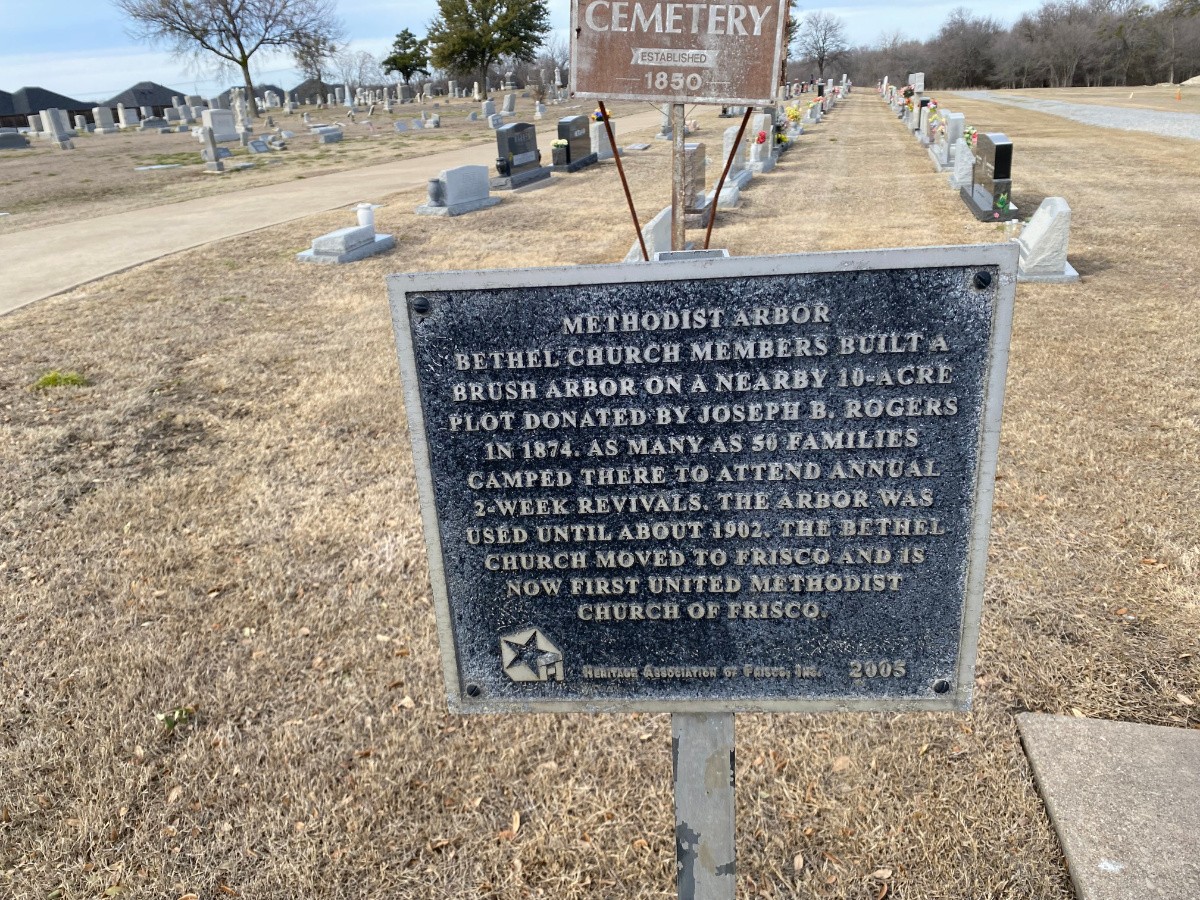 CEMETERY
ESTABLISHED
1850
METHODIST ARBOR
BETHEL CHURCH MEMBERS BUILT A
BRUSH ARBOR ON A NEARBY 10-ACRE
PLOT DONATED BY JOSEPH B. ROGERS
IN 1874. AS MANY AS 50 FAMILIES
CAMPED THERE TO ATTEND ANNUAL
2-WEEK REVIVALS. THE ARBOR WAS
USED UNTIL ABOUT 1902. THE BETHEL
CHURCH MOVED TO FRISCO AND IS
NOW FIRST UNITED METHODIST
CHURCH OF FRISCO.
HERITAGE ASSOCIATION OF FRISCO, INC. 2005